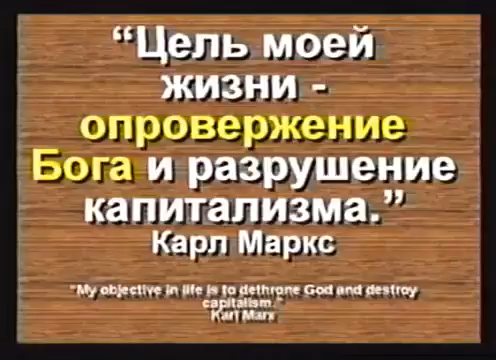 “Цель моей
жизни -
опровержение
Бога и разрушение
капитализма.”
Карл Маркс
"My objective in life is to dethrone God and destroy
capitalism."
Karl Marx